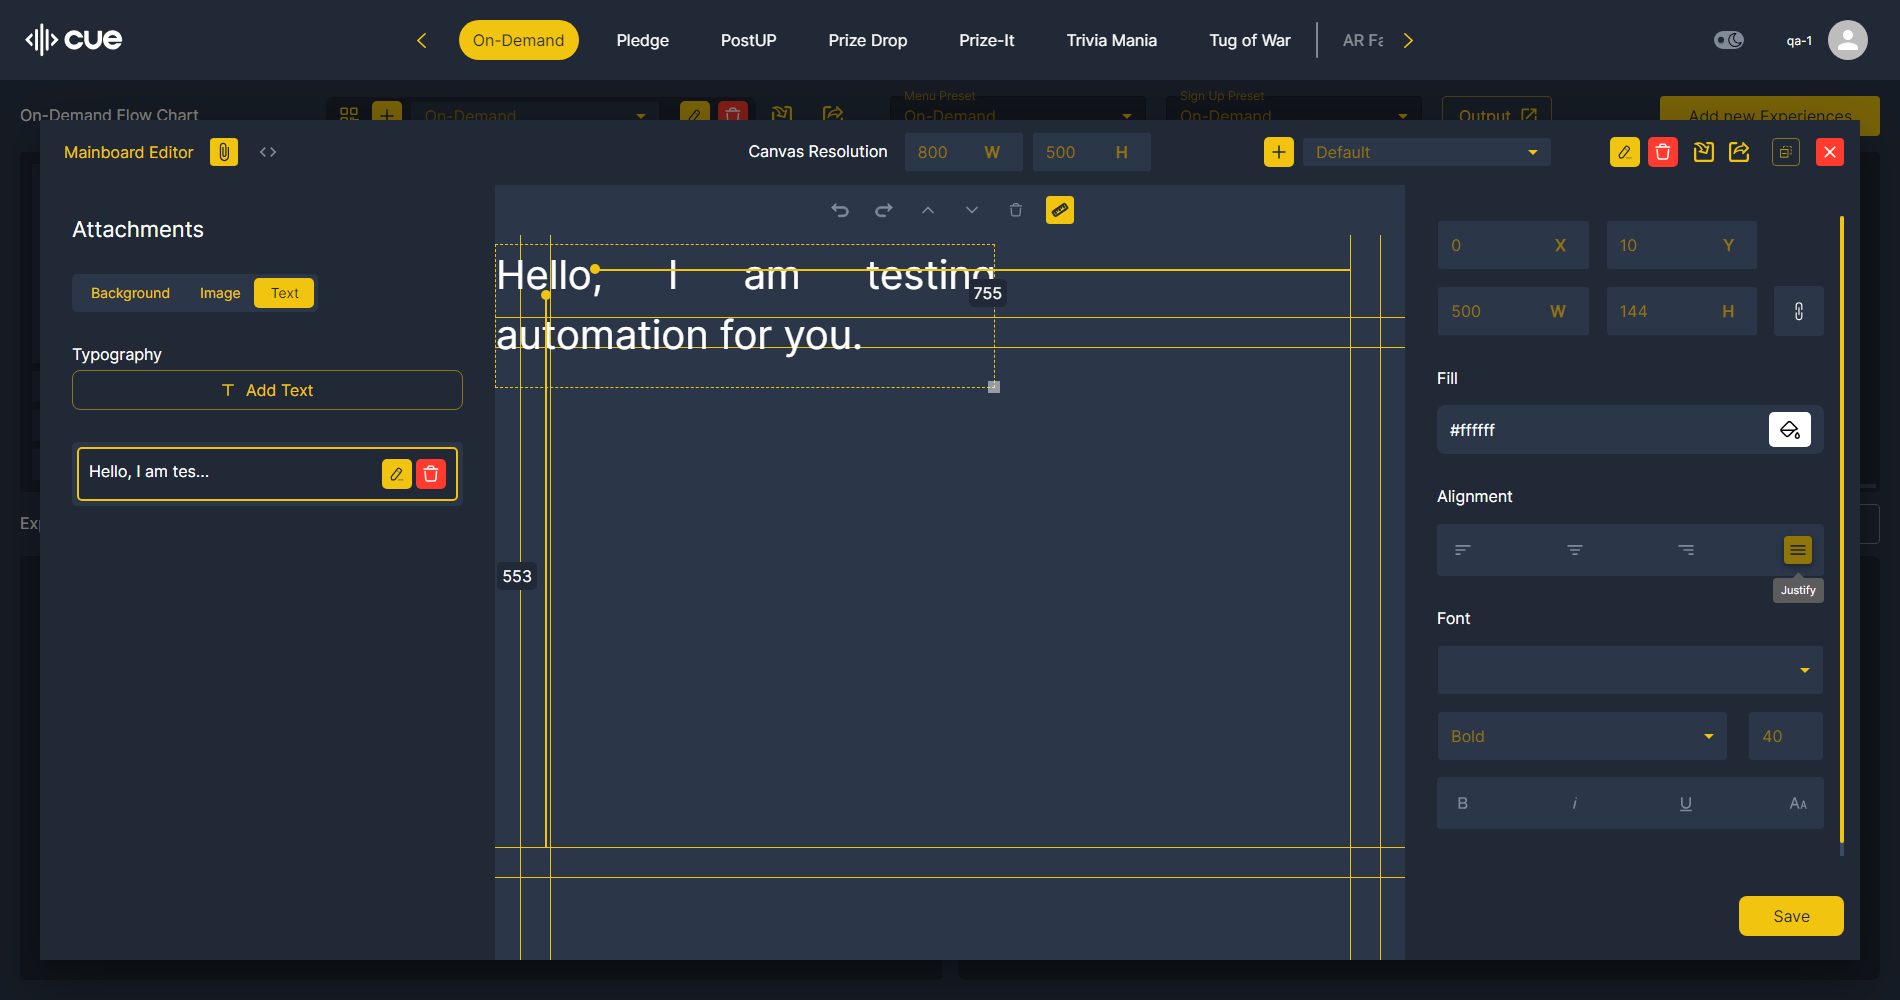 cue
On-Demand
Pledge
PostUP
Prize Drop
Prize-It
Trivia Mania
Tug of War
AR Fa
qa-1
On-Demand Flow Chart
On-Demand
Menu Preset
On-Demand
Sign Up Preset
On-Demand
Output
Add new Experiences
Mainboard Editor
Canvas Resolution
800 W
500 H
Default
Attachments
Background
Image
Text
Typography
Add Text
Hello, I am tes...
Hello, I am testing
automation for you.
755
553
0 X
10 Y
500 W
144 H
Fill
#ffffff
Alignment
Justify
Font
Bold
40
B
i
U
AA
Save